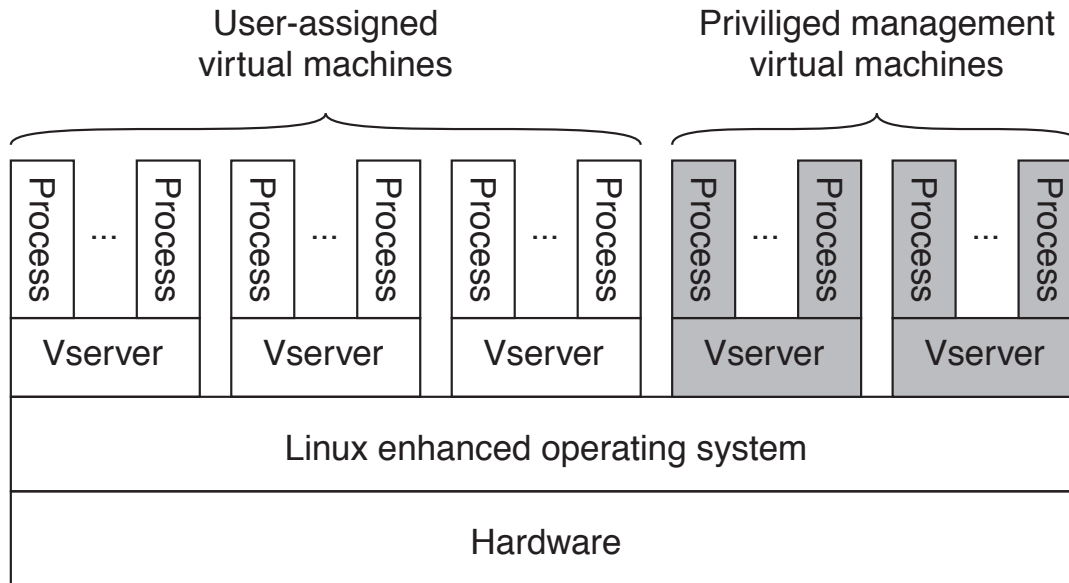 User-assigned
virtual machines
Priviliged management
virtual machines
Process
...
Process
Process
...
Process
Process
...
Process
Process
...
Process
Process
...
Process
Vserver
Vserver
Vserver
Vserver
Vserver
Linux enhanced operating system
Hardware